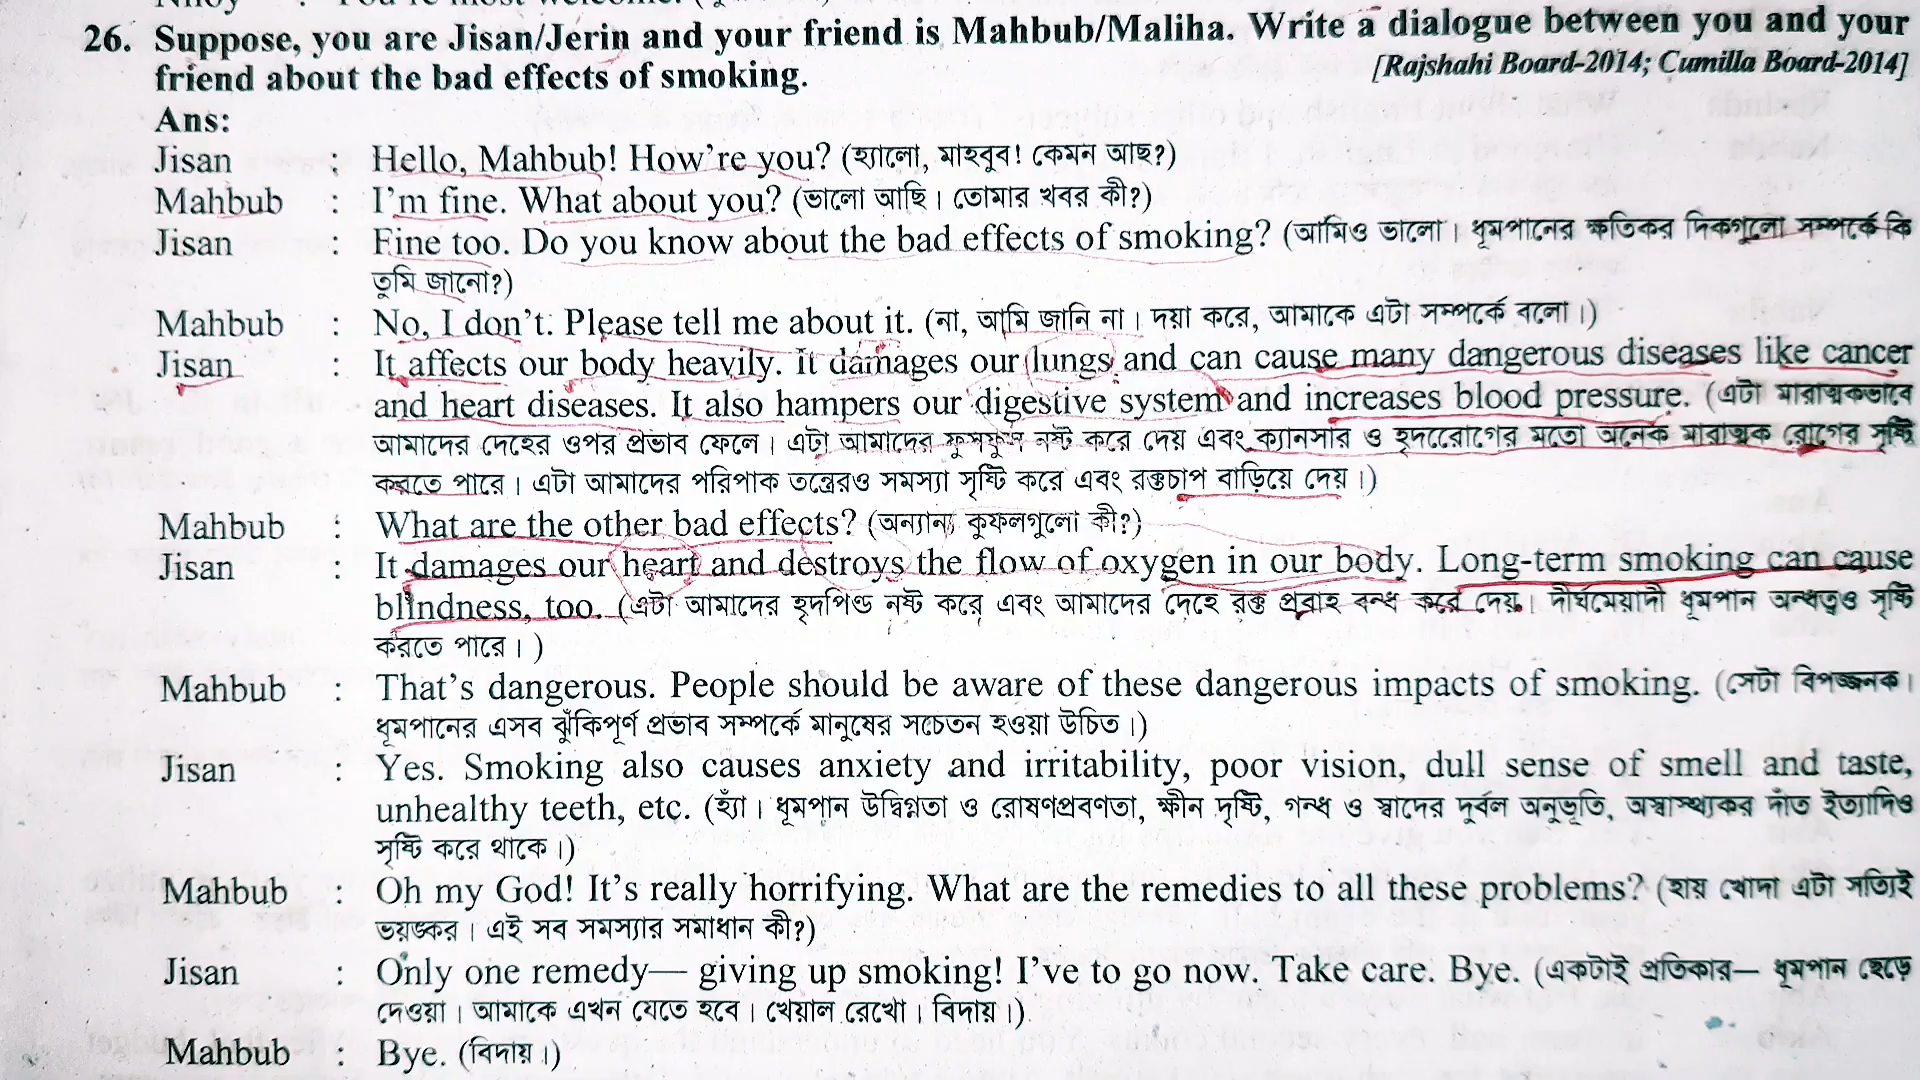 26. Suppose, you are Jisan/Jerin and your friend is Mahbub/Maliha. Write a dialogue between you and your
friend about the bad effects of smoking. [Rajshahi Board-2014; Cumilla Board-2014]
Ans:
Jisan : Hello, Mahbub! How're you? (হ্যালো, মাহবুব! কেমন আছ?)
Mahbub : I'm fine. What about you? (ভালো আছি। তোমার খবর কী?)
Jisan : Fine too. Do you know about the bad effects of smoking? (আমিও ভালো। ধূমপানের ক্ষতিকর দিকগুলো সম্পর্কে কি
তুমি জানো?)
Mahbub : No, I don't. Please tell me about it. (না, আমি জানি না। দয়া করে, আমাকে এটা সম্পর্কে বলো।)
Jisan : It affects our body heavily. It damages our lungs and can cause many dangerous diseases like cancer
and heart diseases. It also hampers our digestive system and increases blood pressure. (এটা মারাত্মকভাবে
আমাদের দেহের ওপর প্রভাব ফেলে। এটা আমাদের ফুসফুস নষ্ট করে দেয় এবং ক্যানসার ও হৃদরোগের মতো অনেক মারাত্মক রোগের সৃষ্টি
করতে পারে। এটা আমাদের পরিপাক তন্ত্রেরও সমস্যা সৃষ্টি করে এবং রক্তচাপ বাড়িয়ে দেয়।)
Mahbub : What are the other bad effects? (অন্যান্য কুফলগুলো কী?)
Jisan : It damages our heart and destroys the flow of oxygen in our body. Long-term smoking can cause
blindness, too. (এটা আমাদের হৃদপিণ্ড নষ্ট করে এবং আমাদের দেহে রক্ত প্রবাহ বন্ধ করে দেয়। দীর্ঘমেয়াদী ধূমপান অন্ধত্বও সৃষ্টি
করতে পারে। )
Mahbub : That's dangerous. People should be aware of these dangerous impacts of smoking. (সেটা বিপজ্জনক।
ধূমপানের এসব ঝুঁকিপূর্ণ প্রভাব সম্পর্কে মানুষের সচেতন হওয়া উচিত।)
Jisan : Yes. Smoking also causes anxiety and irritability, poor vision, dull sense of smell and taste,
unhealthy teeth, etc. (হ্যাঁ। ধূমপান উদ্বিগ্নতা ও রোষণপ্রবণতা, ক্ষীন দৃষ্টি, গন্ধ ও স্বাদের দুর্বল অনুভূতি, অস্বাস্থ্যকর দাঁত ইত্যাদিও
সৃষ্টি করে থাকে।)
Mahbub : Oh my God! It's really horrifying. What are the remedies to all these problems? (হায় খোদা এটা সত্যিই
ভয়ঙ্কর। এই সব সমস্যার সমাধান কী?)
Jisan : Only one remedy— giving up smoking! I've to go now. Take care. Bye. (একটাই প্রতিকার— ধূমপান ছেড়ে
দেওয়া। আমাকে এখন যেতে হবে। খেয়াল রেখো। বিদায়।)
Mahbub : Bye. (বিদায়।)